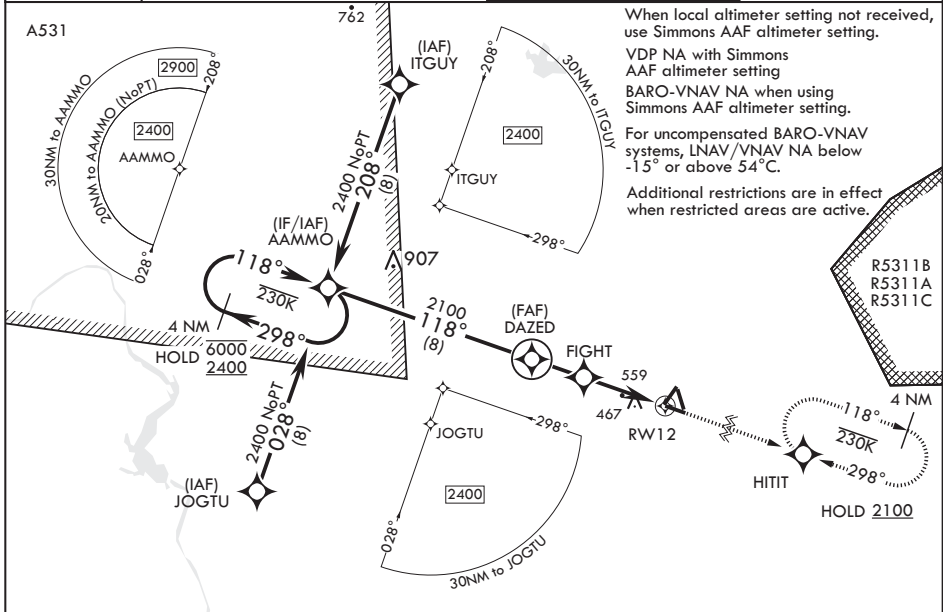 A531
762
(IAF)
ITGUY
30NM to AAMMO
20NM to AAMMO (NoPT)
2900
208°
2400
AAMMO
028°
208°
30NM to ITGUY
2400
ITGUY
298°
When local altimeter setting not received,
use Simmons AAF altimeter setting.
VDP NA with Simmons
AAF altimeter setting
BARO-VNAV NA when using
Simmons AAF altimeter setting.
For uncompensated BARO-VNAV
systems, LNAV/VNAV NA below
-15° or above 54°C.
Additional restrictions are in effect
when restricted areas are active.
2400 NoPT
208°
(8)
(IF/IAF)
AAMMO
118°
230K
298°
4 NM
HOLD 6000
2400
907
2100
118°
(8)
(FAF)
DAZED
FIGHT
559
467
RW12
R5311B
R5311A
R5311C
4 NM
118°
230K
298°
HITIT
HOLD 2100
2400 NoPT
028°
(8)
(IAF)
JOGTU
JOGTU
298°
2400
028°
30NM to JOGTU